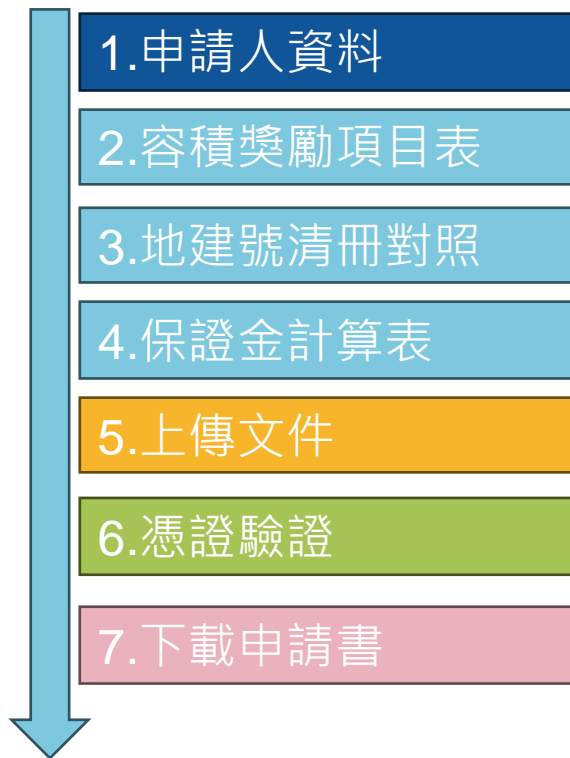 1.申請人資料
2.容積獎勵項目表
3.地建號清冊對照
4.保證金計算表
5.上傳文件
6.憑證驗證
7.下載申請書